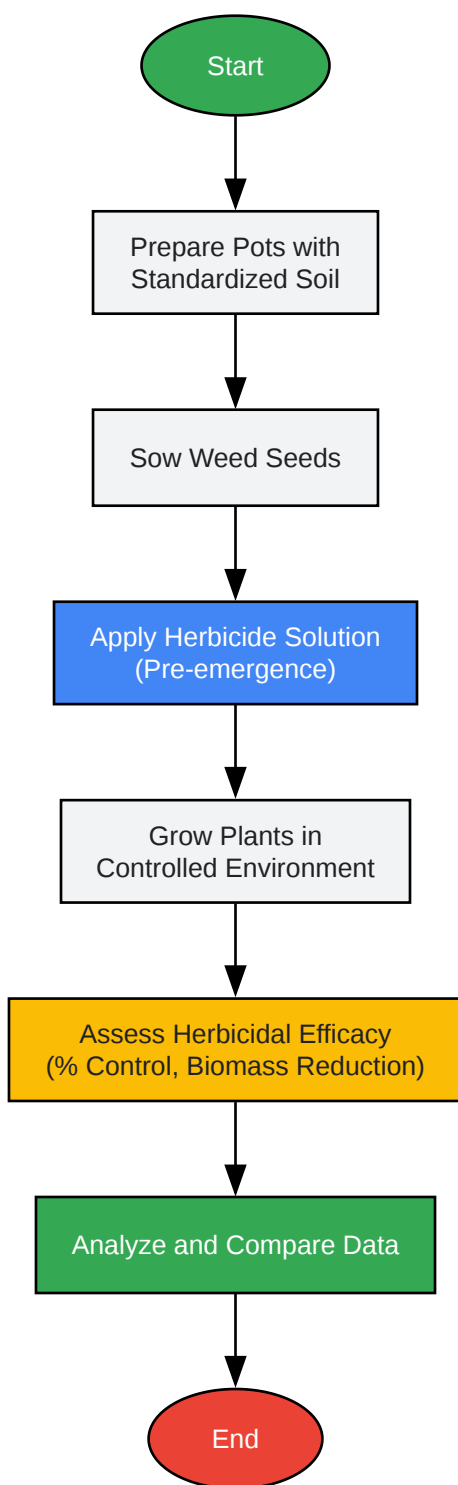 Start
Prepare Pots with
Standardized Soil
Sow Weed Seeds
Apply Herbicide Solution
(Pre-emergence)
Grow Plants in
Controlled Environment
Assess Herbicidal Efficacy
(% Control, Biomass Reduction)
Analyze and Compare Data
End